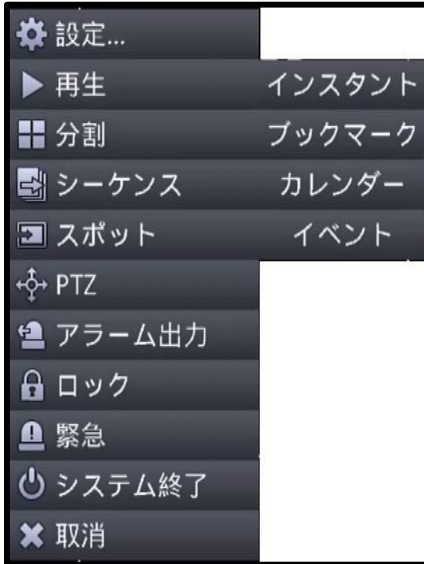 設定...
再生 インスタント
分割 ブックマーク
シーケンス カレンダー
スポット イベント
PTZ
アラーム出力
ロック
緊急
システム終了
取消